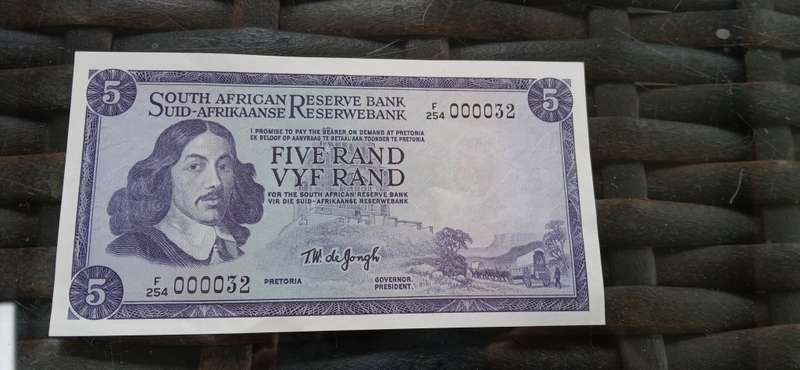 5 SOUTH AFRICAN RESERVE BANK F/254 000032 5
SUID-AFRIKAANSE RESERWEBANK
I PROMISE TO PAY THE BEARER ON DEMAND AT PRETORIA
EK BELOOF OP AANVRAAG TE BETAAL AAN TOONDER TE PRETORIA
FIVE RAND
VYF RAND
FOR THE SOUTH AFRICAN RESERVE BANK
VIR DIE SUID-AFRIKAANSE RESERWEBANK
T.W. de Jongh
5 F/254 000032 PRETORIA GOVERNOR.
PRESIDENT.